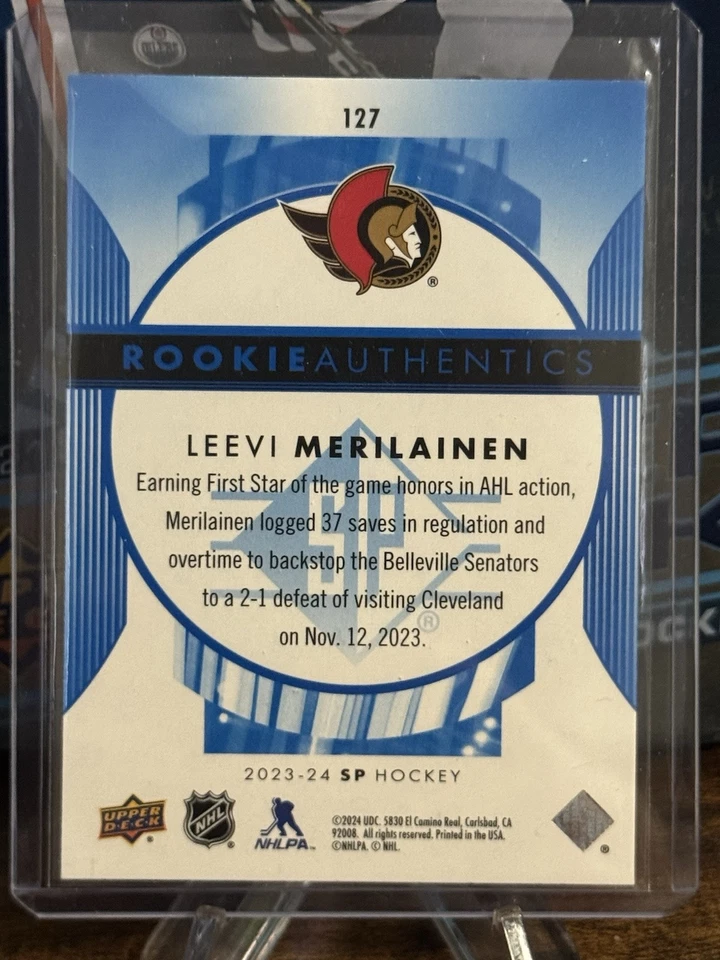 OILERS
127
®
ROOKIEAUTHENTICS
LEEVI MERILAINEN
Earning First Star of the game honors in AHL action,
Merilainen logged 37 saves in regulation and
overtime to backstop the Belleville Senators
to a 2-1 defeat of visiting Cleveland
on Nov. 12, 2023.
SP®
2023-24 SP HOCKEY
UPPER
DECK®
NHL®
NHLPA™
©2024 UDC. 5830 El Camino Real, Carlsbad, CA
92008. All rights reserved. Printed in the USA.
©NHLPA. © NHL.
®